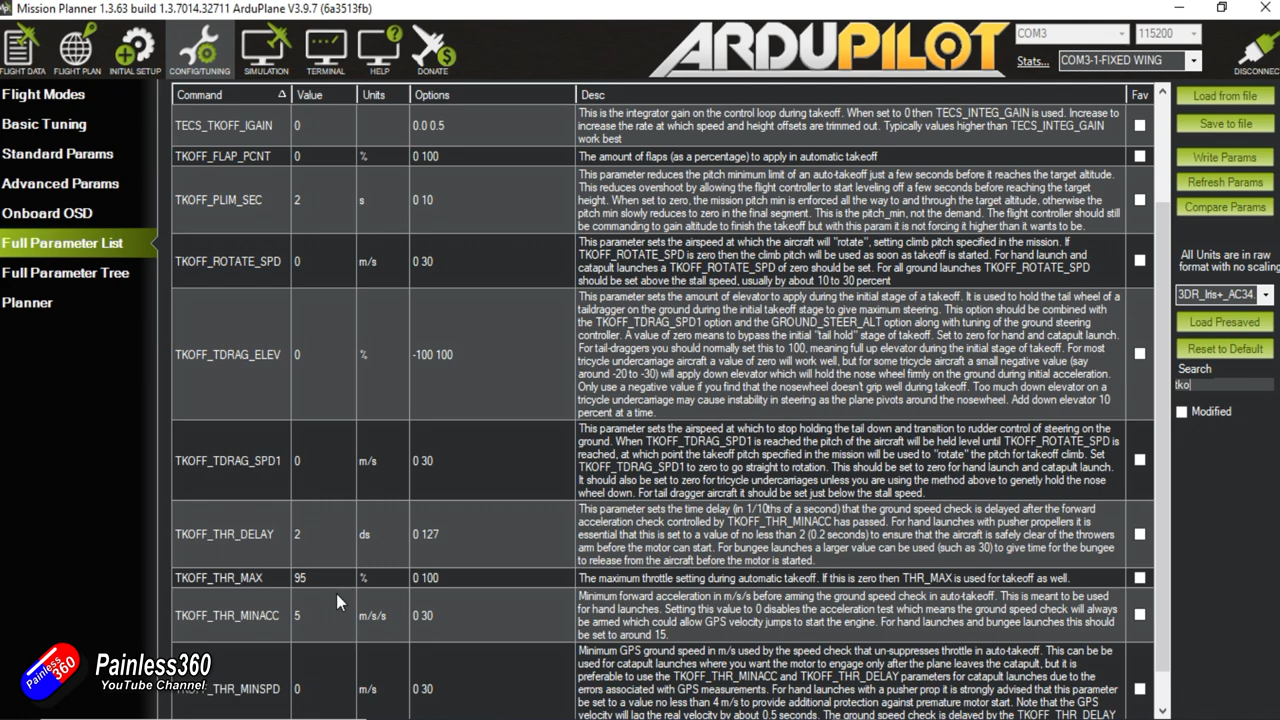 Mission Planner 1.3.63 build 1.3.7014.32711 ArduPlane V3.9.7 (6a3513fb)
FLIGHT DATA
FLIGHT PLAN
INITIAL SETUP
CONFIG/TUNING
SIMULATION
TERMINAL
HELP
DONATE
ARDUPILOT
COM3
115200
Stats...
COM3-1-FIXED WING
DISCONNEC
Flight Modes
Basic Tuning
Standard Params
Advanced Params
Onboard OSD
Full Parameter List
Full Parameter Tree
Planner
Command Value Units Options Desc Fav
TECS_TKOFF_IGAIN 0 0.0 0.5
This is the integrator gain on the control loop during takeoff. When set to 0 then TECS_INTEG_GAIN is used. Increase to
increase the rate at which speed and height offsets are trimmed out. Typically values higher than TECS_INTEG_GAIN
work best
TKOFF_FLAP_PCNT 0 % 0 100 The amount of flaps (as a percentage) to apply in automatic takeoff
TKOFF_PLIM_SEC 2 s 0 10
This parameter reduces the pitch minimum limit of an auto-takeoff just a few seconds before it reaches the target altitude.
This reduces overshoot by allowing the flight controller to start leveling off a few seconds before reaching the target
height. When set to zero, the mission pitch min is enforced all the way to and through the target altitude, otherwise the
pitch min slowly reduces to zero in the final segment. This is the pitch_min, not the demand. The flight controller should still
be commanding to gain altitude to finish the takeoff but with this param it is not forcing it higher than it wants to be.
TKOFF_ROTATE_SPD 0 m/s 0 30
This parameter sets the airspeed at which the aircraft will "rotate", setting climb pitch specified in the mission. If
TKOFF_ROTATE_SPD is zero then the climb pitch will be used as soon as takeoff is started. For hand launch and
catapult launches a TKOFF_ROTATE_SPD of zero should be set. For all ground launches TKOFF_ROTATE_SPD
should be set above the stall speed, usually by about 10 to 30 percent
TKOFF_TDRAG_ELEV 0 % -100 100
This parameter sets the amount of elevator to apply during the initial stage of a takeoff. It is used to hold the tail wheel of a
taildragger on the ground during the initial takeoff stage to give maximum steering. This option should be combined with
the TKOFF_TDRAG_SPD1 option and the GROUND_STEER_ALT option along with tuning of the ground steering
controller. A value of zero means to bypass the initial "tail hold" stage of takeoff. Set to zero for hand and catapult launch.
For tail-draggers you should normally set this to 100, meaning full up elevator during the initial stage of takeoff. For most
tricycle undercarriage aircraft a value of zero will work well, but for some tricycle aircraft a small negative value (say
around -20 to -30) will apply down elevator which will hold the nose wheel firmly on the ground during initial acceleration.
Only use a negative value if you find that the nosewheel doesn't grip well during takeoff. Too much down elevator on a
tricycle undercarriage may cause instability in steering as the plane pivots around the nosewheel. Add down elevator 10
percent at a time.
TKOFF_TDRAG_SPD1 0 m/s 0 30
This parameter sets the airspeed at which to stop holding the tail down and transition to rudder control of steering on the
ground. When TKOFF_TDRAG_SPD1 is reached the pitch of the aircraft will be held level until TKOFF_ROTATE_SPD is
reached, at which point the takeoff pitch specified in the mission will be used to "rotate" the pitch for takeoff climb. Set
TKOFF_TDRAG_SPD1 to zero to go straight to rotation. This should be set to zero for hand launch and catapult launch.
It should also be set to zero for tricycle undercarriages unless you are using the method above to genetly hold the nose
wheel down. For tail dragger aircraft it should be set just below the stall speed.
TKOFF_THR_DELAY 2 ds 0 127
This parameter sets the time delay (in 1/10ths of a second) that the ground speed check is delayed after the forward
acceleration check controlled by TKOFF_THR_MINACC has passed. For hand launches with pusher propellers it is
essential that this is set to a value of no less than 2 (0.2 seconds) to ensure that the aircraft is safely clear of the throwers
arm before the motor can start. For bungee launches a larger value can be used (such as 30) to give time for the bungee
to release from the aircraft before the motor is started.
TKOFF_THR_MAX 95 % 0 100 The maximum throttle setting during automatic takeoff. If this is zero then THR_MAX is used for takeoff as well.
TKOFF_THR_MINACC 5 m/s/s 0 30
Minimum forward acceleration in m/s/s before arming the ground speed check in auto-takeoff. This is meant to be used
for hand launches. Setting this value to 0 disables the acceleration test which means the ground speed check will always
be armed which could allow GPS velocity jumps to start the engine. For hand launches and bungee launches this should
be set to around 15.
TKOFF_THR_MINSPD 0 m/s 0 30
Minimum GPS ground speed in m/s used by the speed check that un-suppresses throttle in auto-takeoff. This can be be
used for catapult launches where you want the motor to engage only after the plane leaves the catapult, but it is
preferable to use the TKOFF_THR_MINACC and TKOFF_THR_DELAY parameters for catapult launches due to the
errors associated with GPS measurements. For hand launches with a pusher prop it is strongly advised that this parameter
be set to a value no less than 4 m/s to provide additional protection against premature motor start. Note that the GPS
velocity will lag the real velocity by about 0.5 seconds. The ground speed check is delayed by the TKOFF_THR_DELAY
Load from file
Save to file
Write Params
Refresh Params
Compare Params
All Units are in raw
format with no scaling
3DR_Iris+_AC34.
Load Presaved
Reset to Default
Search
tko
Modified
Painless
360
Painless360
YouTube Channel